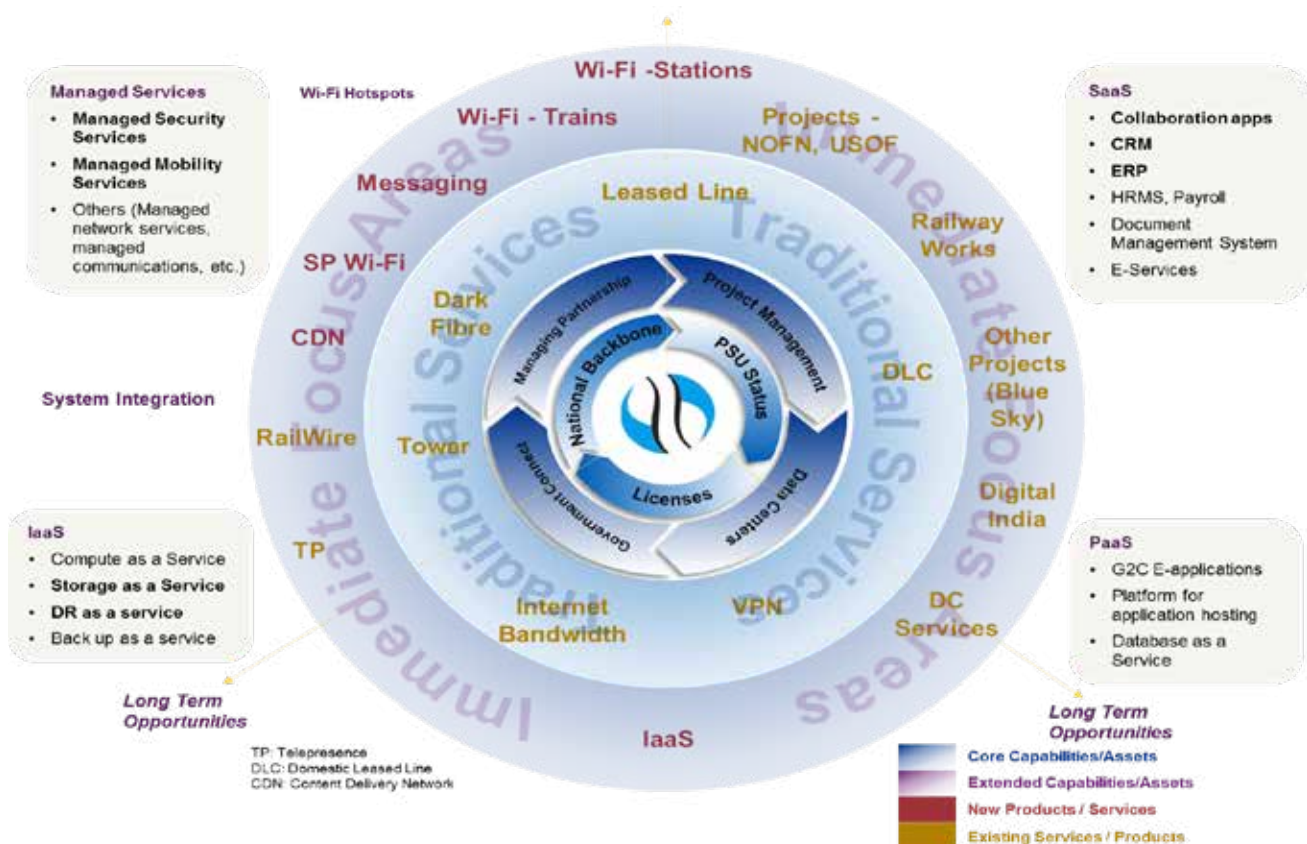 Wi-Fi -Stations
Managed Services
• Managed Security
Services
• Managed Mobility
Services
• Others (Managed
network services,
managed
communications, etc.)
Wi-Fi Hotspots
Wi-Fi - Trains
Projects -
NOFN, USOF
SaaS
• Collaboration apps
• CRM
• ERP
• HRMS, Payroll
• Document
Management System
• E-Services
Messaging
Leased Line
Railway
Works
SP Wi-Fi
Dark
Fibre
CDN
Other
Projects
(Blue
Sky)
DLC
System Integration
RailWire
Tower
Digital
India
TP
Internet
Bandwidth
VPN
DC
Services
IaaS
Immediate Focus Areas
Immediate Focus Areas
Traditional Services
Traditional Services
Managing Partnership
Project Management
Data Centers
Government Connect
National Backbone
PSU Status
Licenses
IaaS
• Compute as a Service
• Storage as a Service
• DR as a service
• Back up as a service
PaaS
• G2C E-applications
• Platform for
application hosting
• Database as a
Service
Long Term
Opportunities
Long Term
Opportunities
TP: Telepresence
DLC: Domestic Leased Line
CDN: Content Delivery Network
Core Capabilities/Assets
Extended Capabilities/Assets
New Products / Services
Existing Services / Products